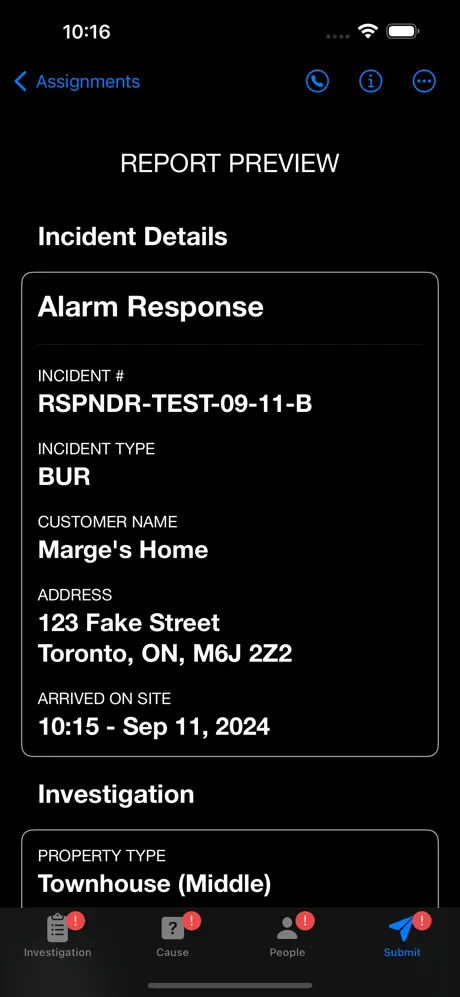 10:16
Assignments
REPORT PREVIEW
Incident Details
Alarm Response
INCIDENT #
RSPNDR-TEST-09-11-B
INCIDENT TYPE
BUR
CUSTOMER NAME
Marge's Home
ADDRESS
123 Fake Street
Toronto, ON, M6J 2Z2
ARRIVED ON SITE
10:15 - Sep 11, 2024
Investigation
PROPERTY TYPE
Townhouse (Middle)
Investigation Cause People Submit